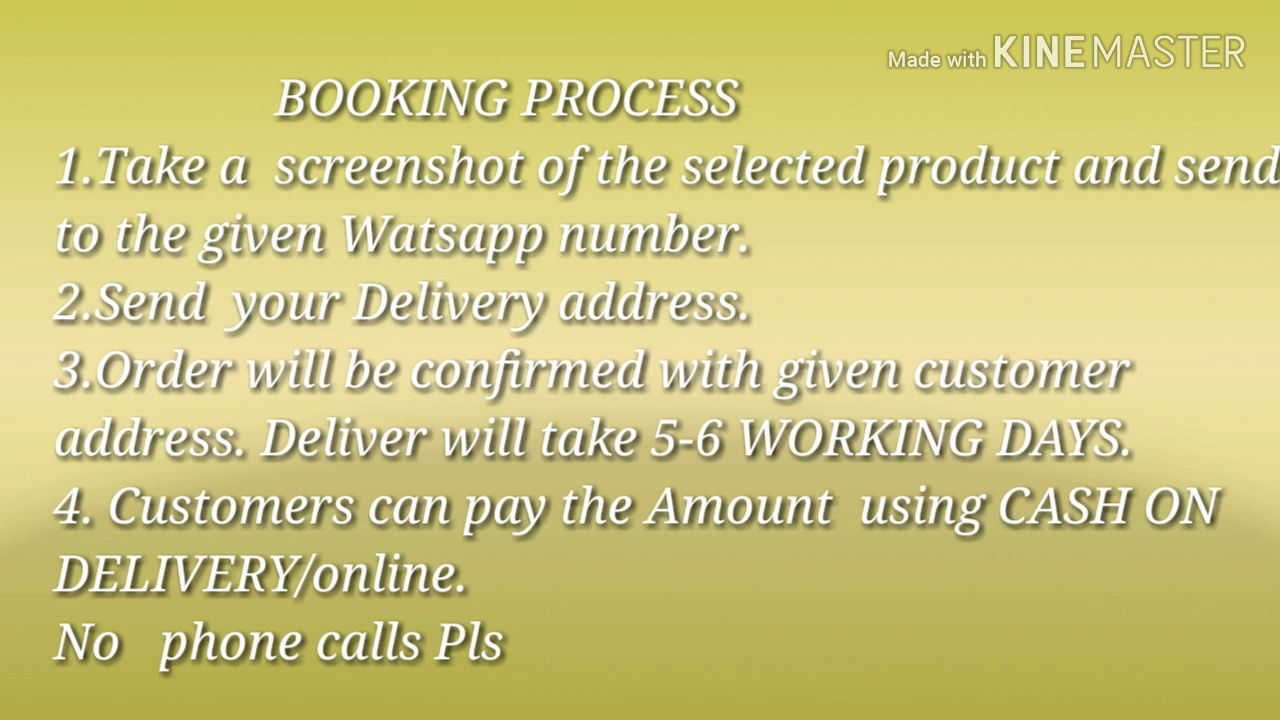 Made with KINEMASTER
BOOKING PROCESS
1.Take a screenshot of the selected product and send
to the given Watsapp number.
2.Send your Delivery address.
3.Order will be confirmed with given customer
address. Deliver will take 5-6 WORKING DAYS.
4. Customers can pay the Amount using CASH ON
DELIVERY/online.
No phone calls Pls